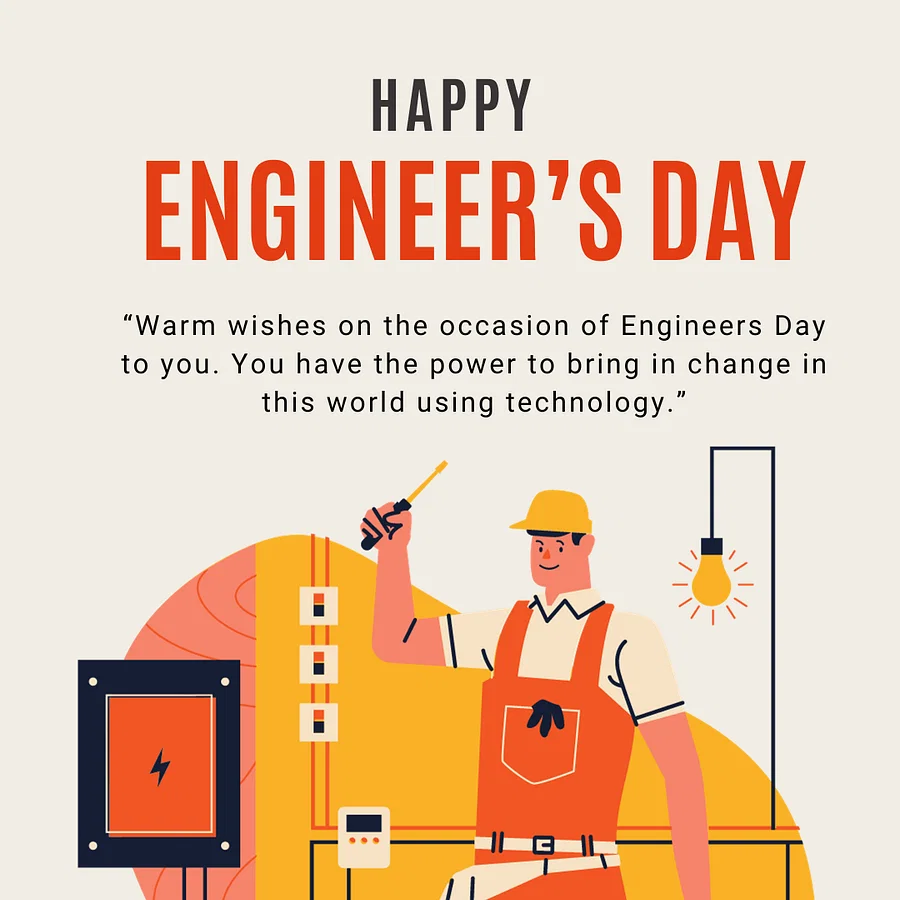 HAPPY
ENGINEER’S DAY
“Warm wishes on the occasion of Engineers Day
to you. You have the power to bring in change in
this world using technology.”